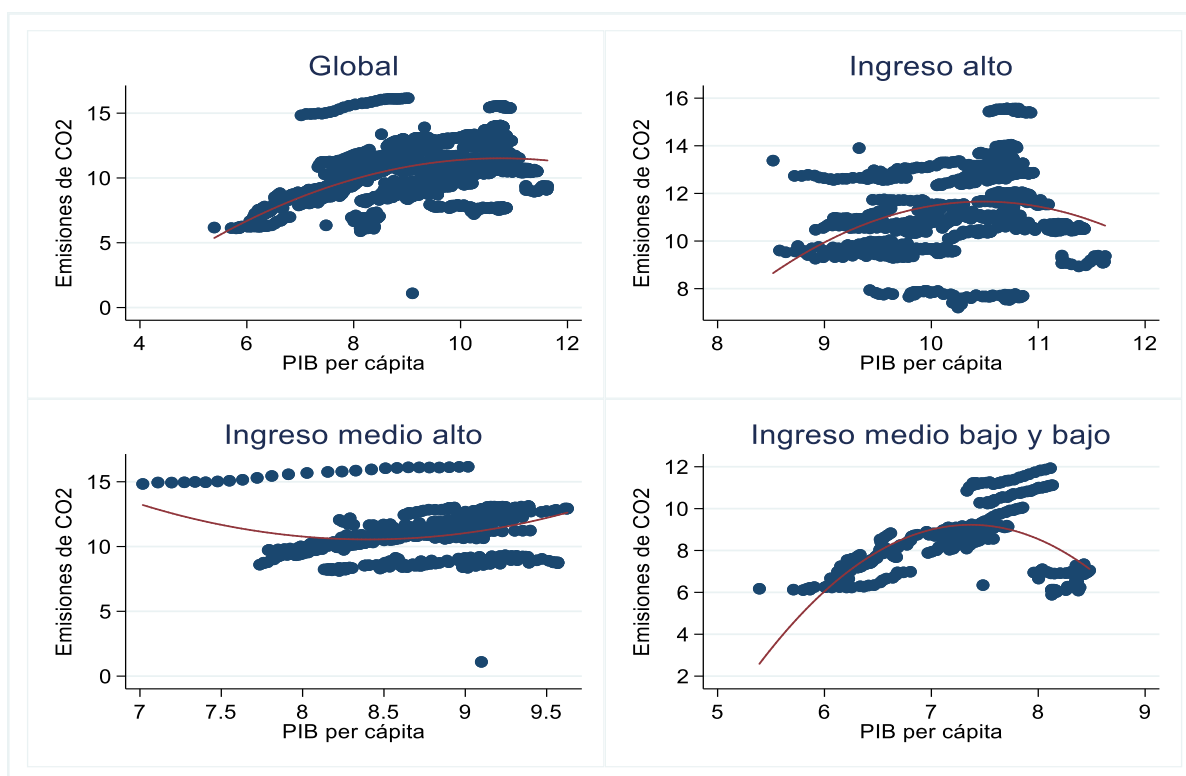 Global
Emisiones de CO2
15
10
5
0
4 6 8 10 12
PIB per cápita
Ingreso alto
Emisiones de CO2
16
14
12
10
8
8 9 10 11 12
PIB per cápita
Ingreso medio alto
Emisiones de CO2
15
10
5
0
7 7.5 8 8.5 9 9.5
PIB per cápita
Ingreso medio bajo y bajo
Emisiones de CO2
12
10
8
6
4
2
5 6 7 8 9
PIB per cápita